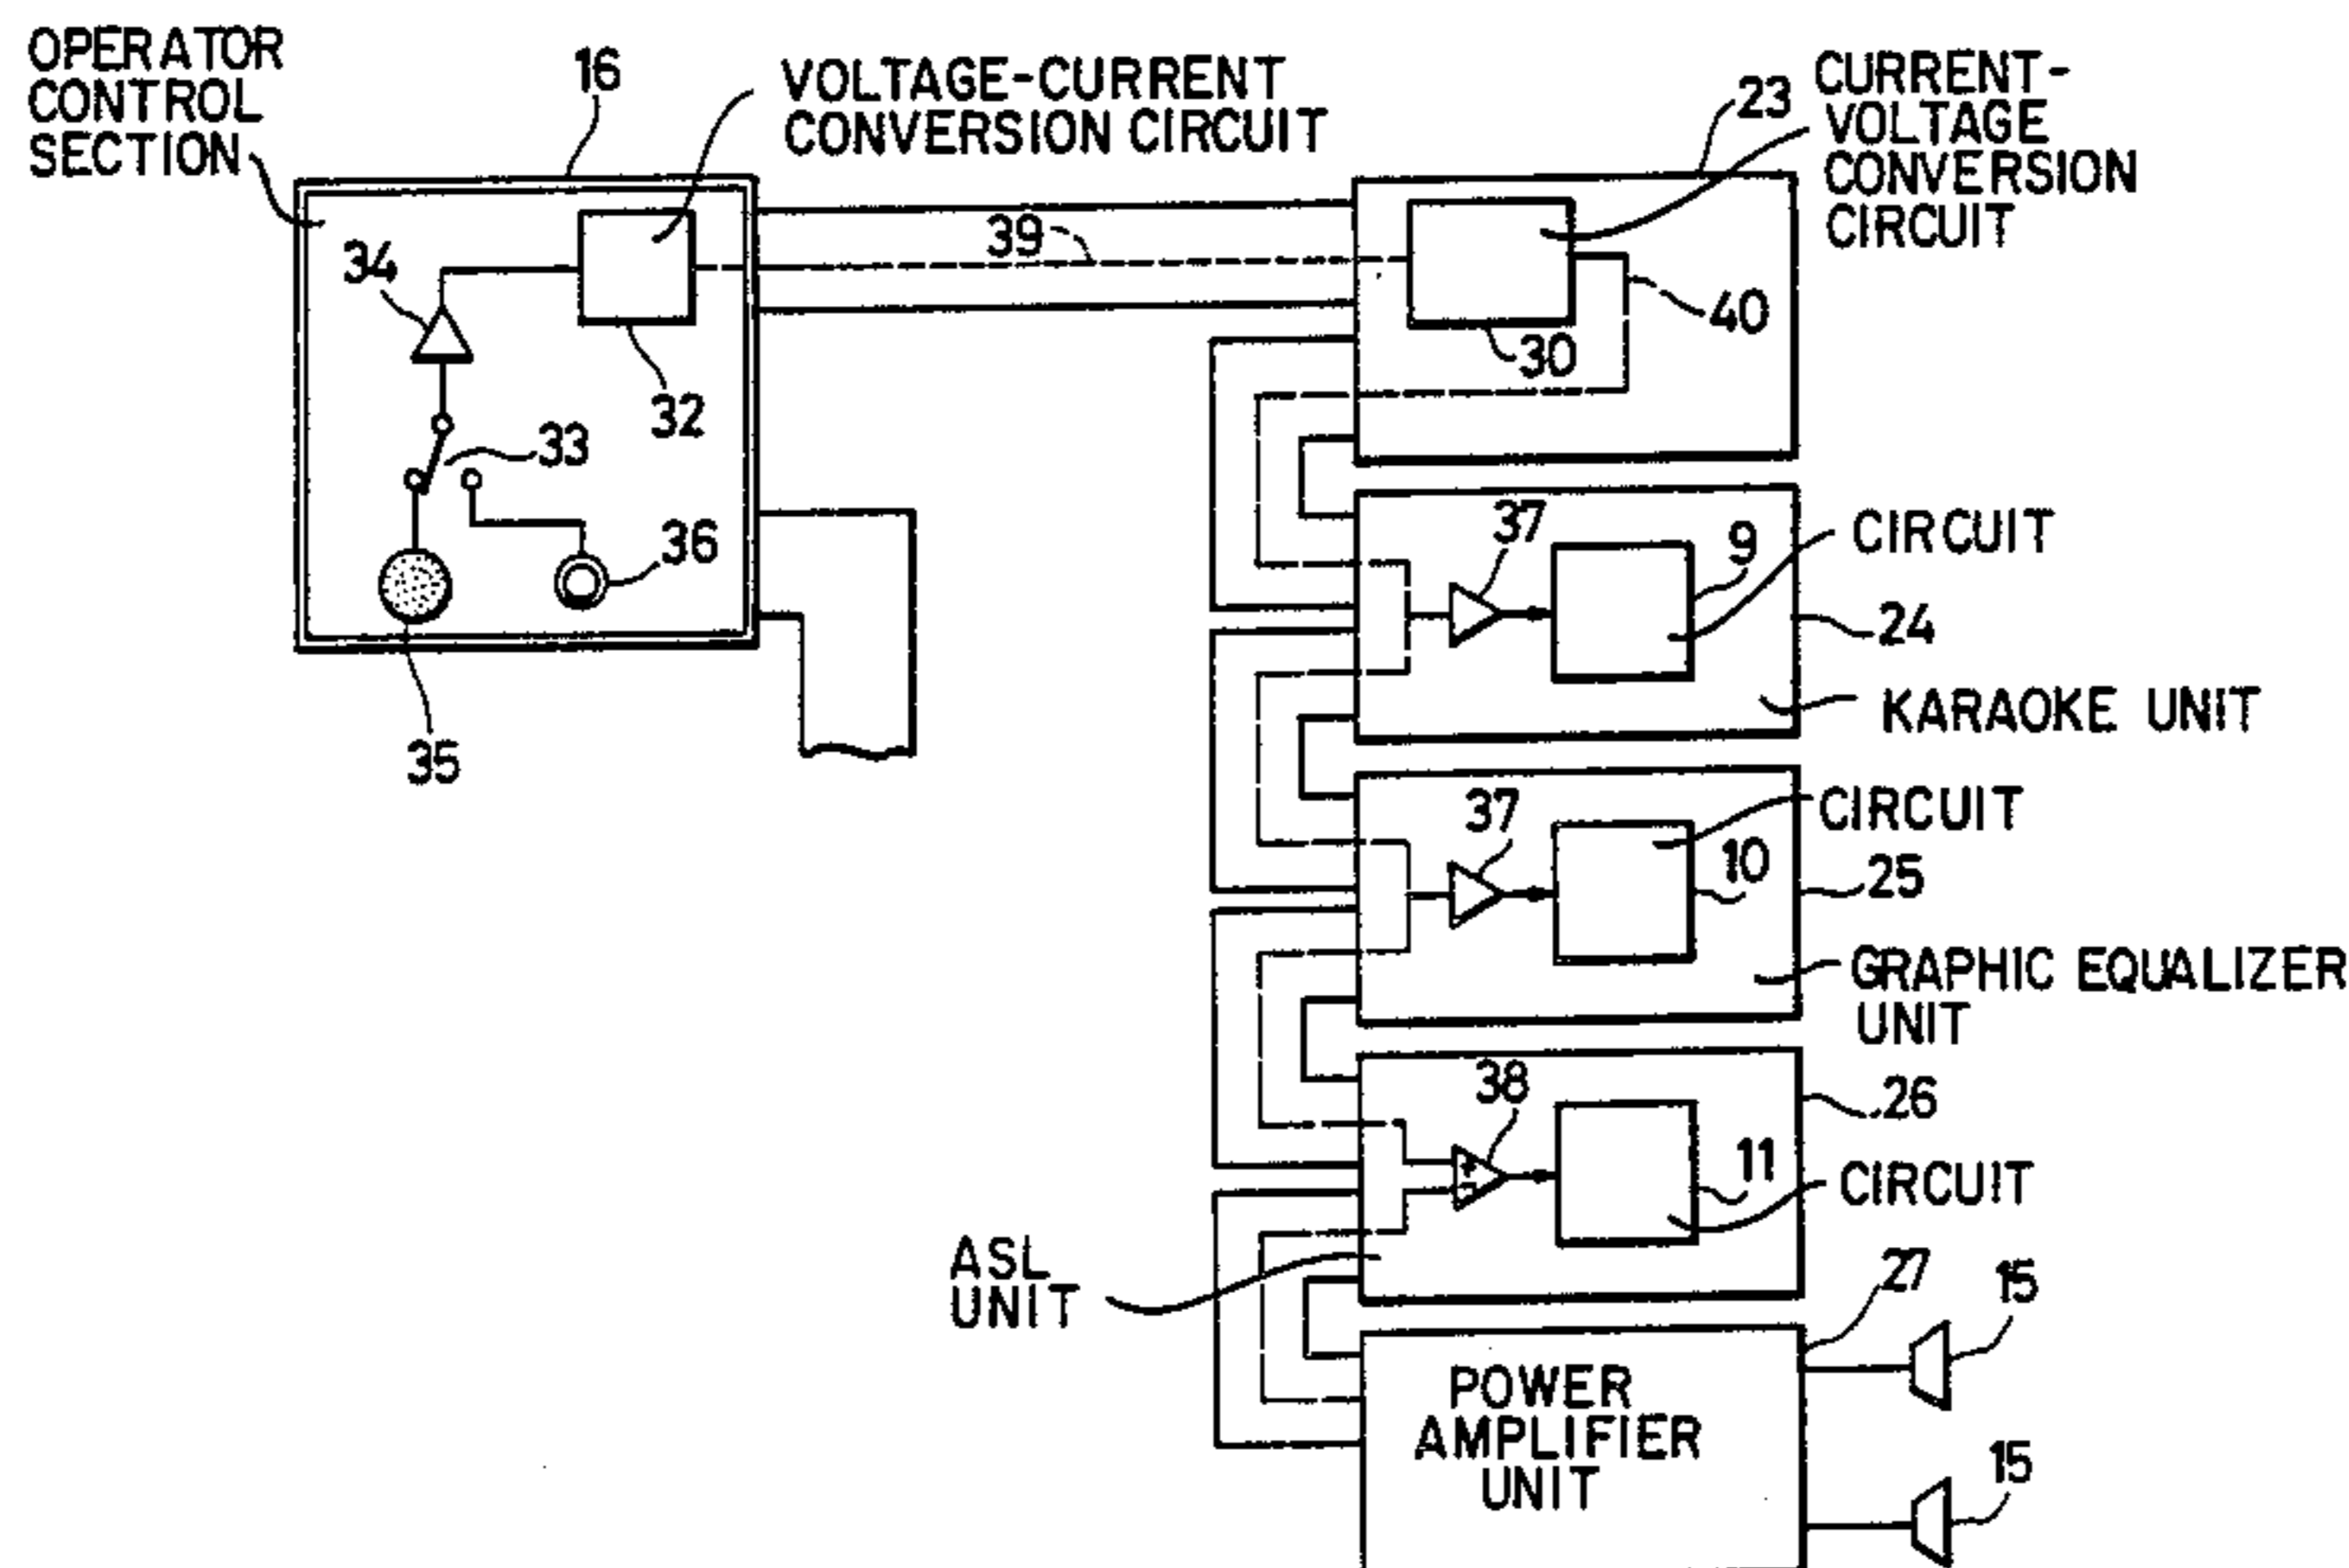 OPERATOR
CONTROL
SECTION
16
VOLTAGE-CURRENT
CONVERSION CIRCUIT
23
CURRENT-
VOLTAGE
CONVERSION
CIRCUIT
34
39
40
30
32
33
36
35
37
9
CIRCUIT
24
KARAOKE UNIT
37
CIRCUIT
10
25
GRAPHIC EQUALIZER
UNIT
38
26
11
CIRCUIT
ASL
UNIT
27
15
POWER
AMPLIFIER
UNIT
15
+
-